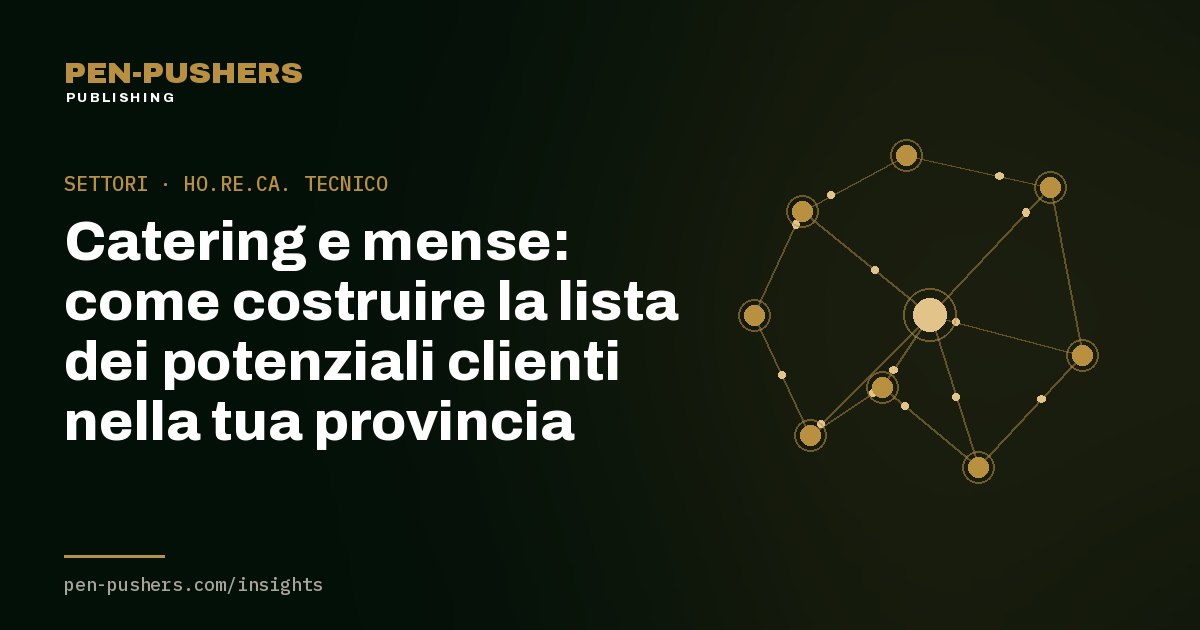 PEN-PUSHERS
PUBLISHING
SETTORI · HO.RE.CA. TECNICO
Catering e mense:
come costruire la lista
dei potenziali clienti
nella tua provincia
pen-pushers.com/insights